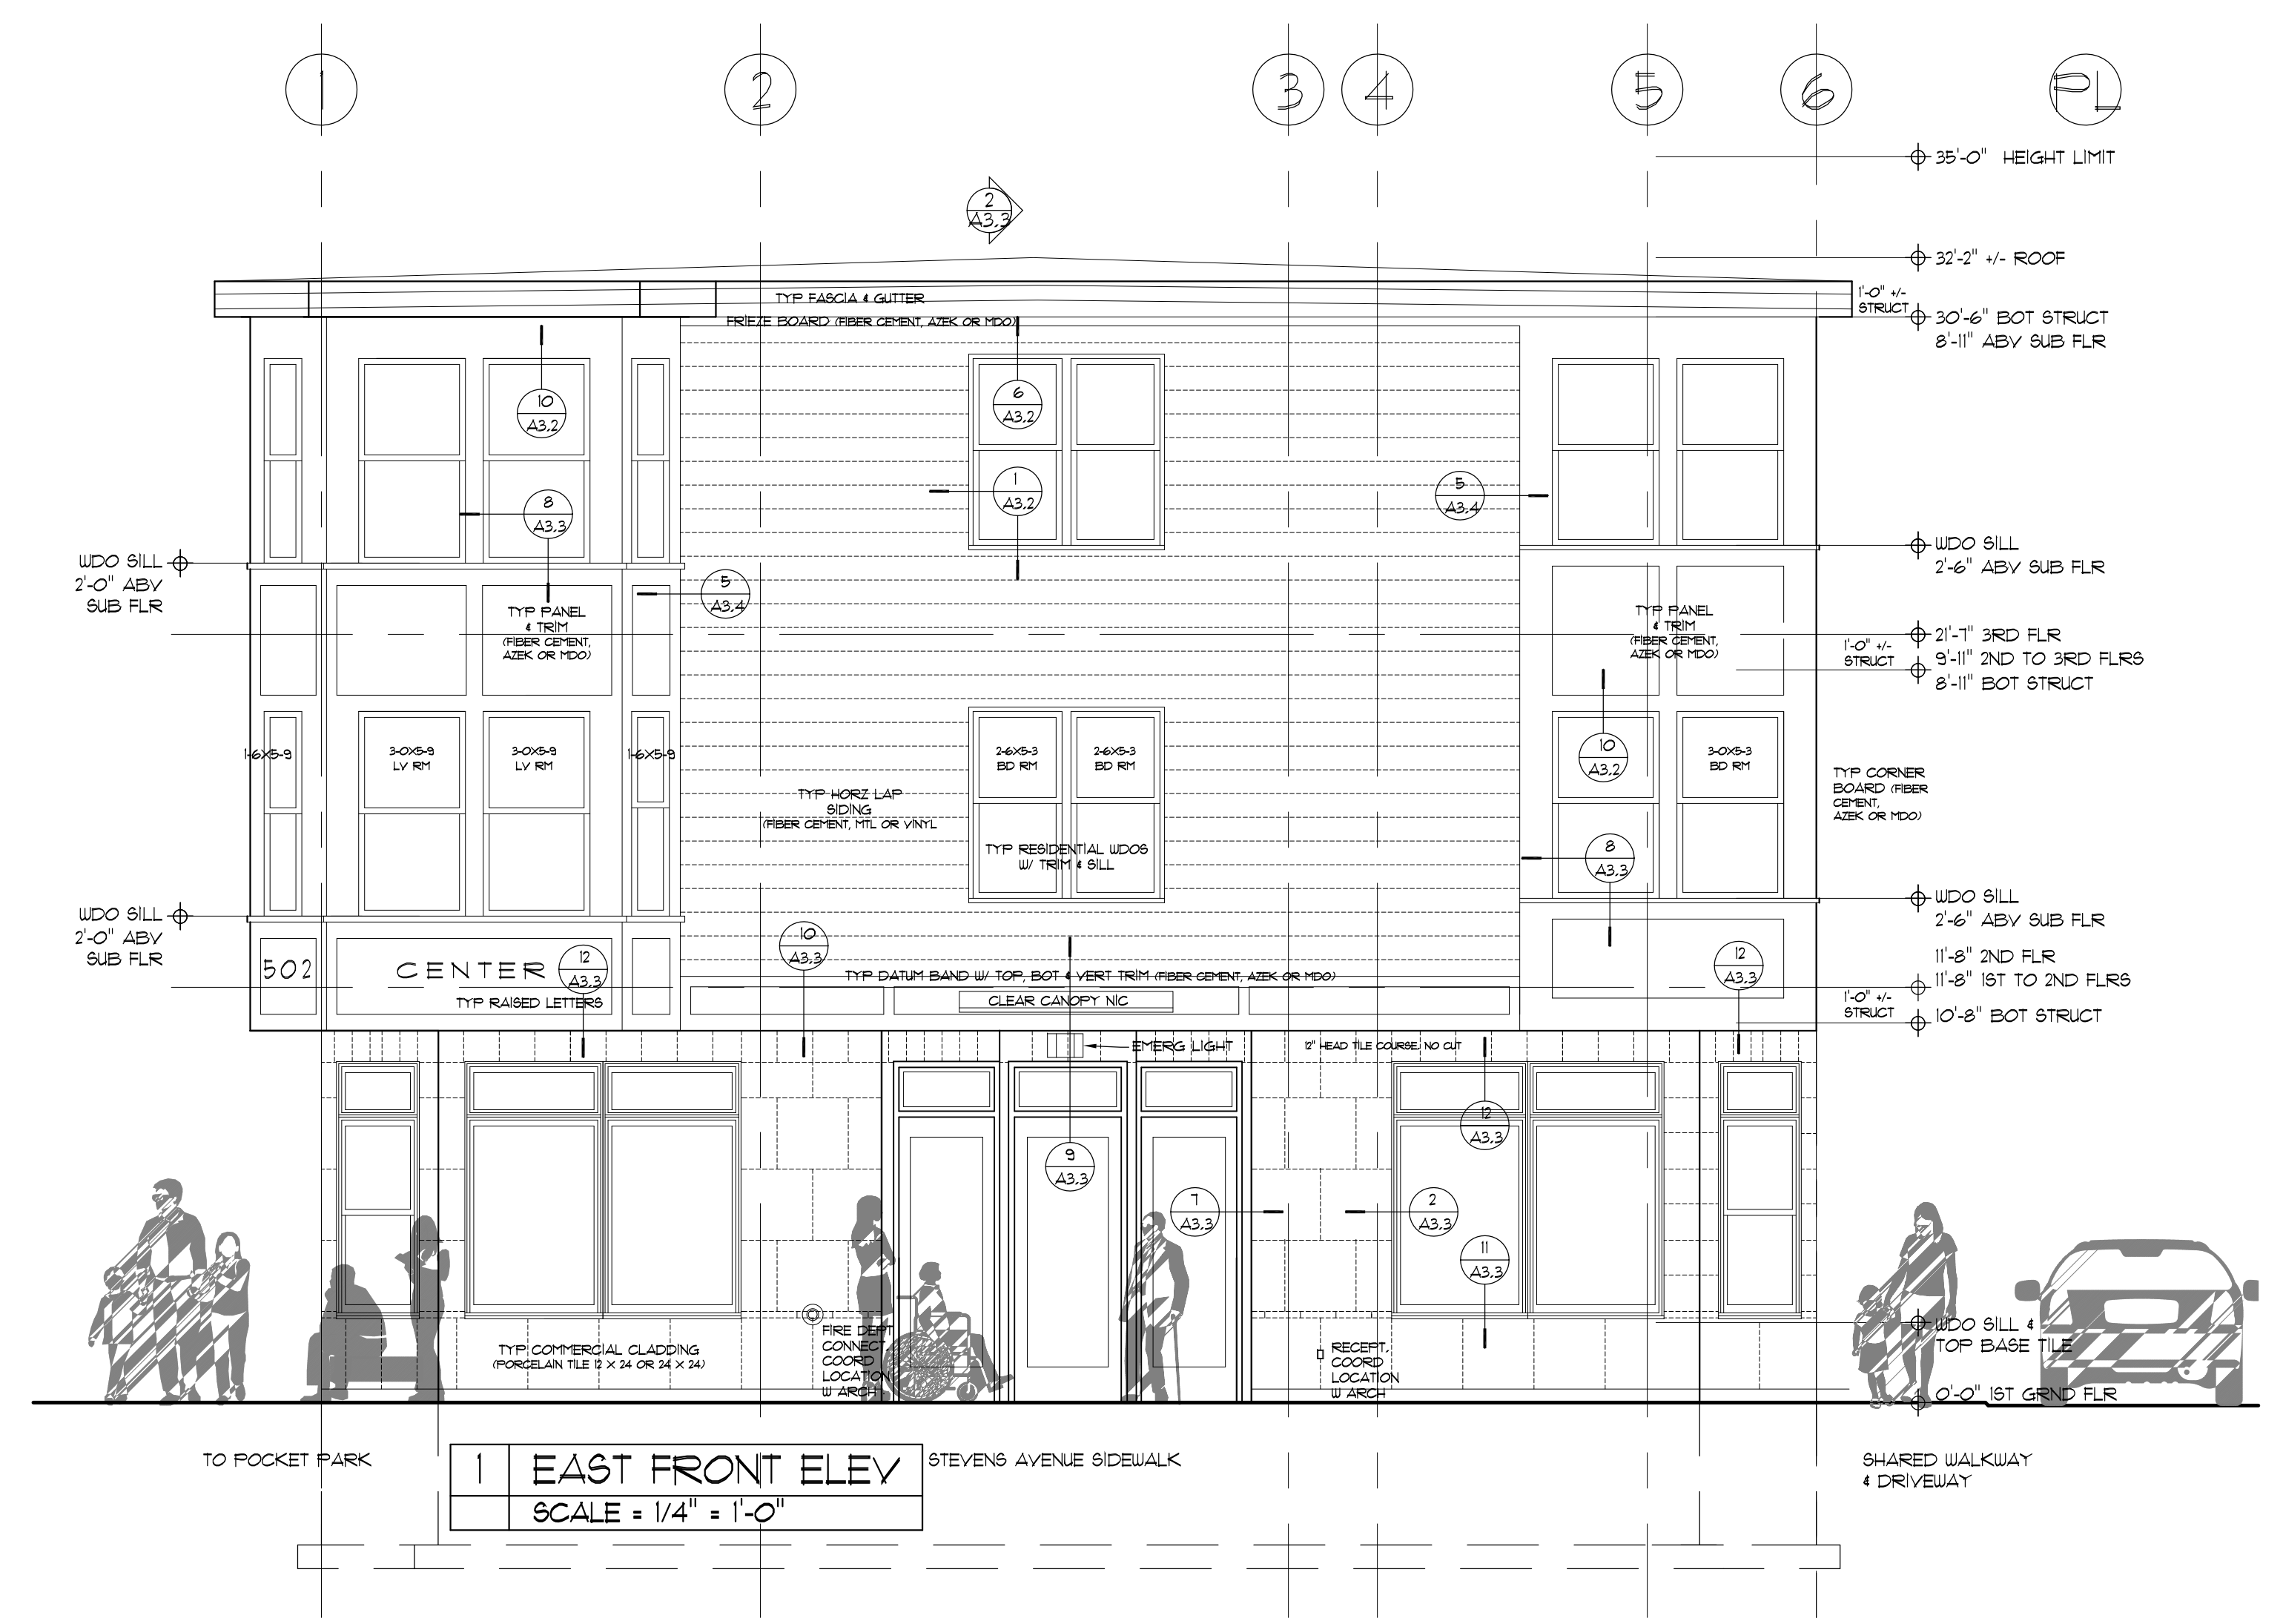 1
2
3
4
5
6
PL
35'-0" HEIGHT LIMIT
2
A3.3
32'-2" +/- ROOF
TYP FASCIA & GUTTER
1'-0" +/-
STRUCT
FRIEZE BOARD (FIBER CEMENT, AZEK OR MDO)
30'-6" BOT STRUCT
8'-11" ABV SUB FLR
10
A3.2
6
A3.2
1
A3.2
5
A3.4
8
A3.3
WDO SILL
2'-0" ABV
SUB FLR
WDO SILL
2'-6" ABV SUB FLR
5
A3.4
TYP PANEL
& TRIM
(FIBER CEMENT,
AZEK OR MDO)
TYP PANEL
& TRIM
(FIBER CEMENT,
AZEK OR MDO)
1'-0" +/-
STRUCT
21'-7" 3RD FLR
9'-11" 2ND TO 3RD FLRS
8'-11" BOT STRUCT
1-6X5-9
3-0X5-9
LV RM
3-0X5-9
LV RM
1-6X5-9
2-6X5-3
BD RM
2-6X5-3
BD RM
10
A3.2
3-0X5-3
BD RM
TYP CORNER
BOARD (FIBER
CEMENT,
AZEK OR MDO)
TYP HORZ LAP
SIDING
(FIBER CEMENT, MTL OR VINYL
TYP RESIDENTIAL WDOS
W/ TRIM & SILL
8
A3.3
WDO SILL
2'-0" ABV
SUB FLR
WDO SILL
2'-6" ABV SUB FLR
502
CENTER
TYP RAISED LETTERS
12
A3.3
10
A3.3
12
A3.3
TYP DATUM BAND W/ TOP, BOT & VERT TRIM (FIBER CEMENT, AZEK OR MDO)
CLEAR CANOPY NIC
11'-8" 2ND FLR
11'-8" 1ST TO 2ND FLRS
1'-0" +/-
STRUCT
10'-8" BOT STRUCT
EMERG LIGHT
12" HEAD TILE COURSE, NO CUT
12
A3.3
9
A3.3
7
A3.3
2
A3.3
11
A3.3
TYP COMMERCIAL CLADDING
(PORCELAIN TILE 12 X 24 OR 24 X 24)
FIRE DEPT
CONNECT,
COORD
LOCATION
W ARCH
RECEPT,
COORD
LOCATION
W ARCH
WDO SILL &
TOP BASE TILE
0'-0" 1ST GRND FLR
TO POCKET PARK
1
EAST FRONT ELEV
SCALE = 1/4" = 1'-0"
STEVENS AVENUE SIDEWALK
SHARED WALKWAY
& DRIVEWAY